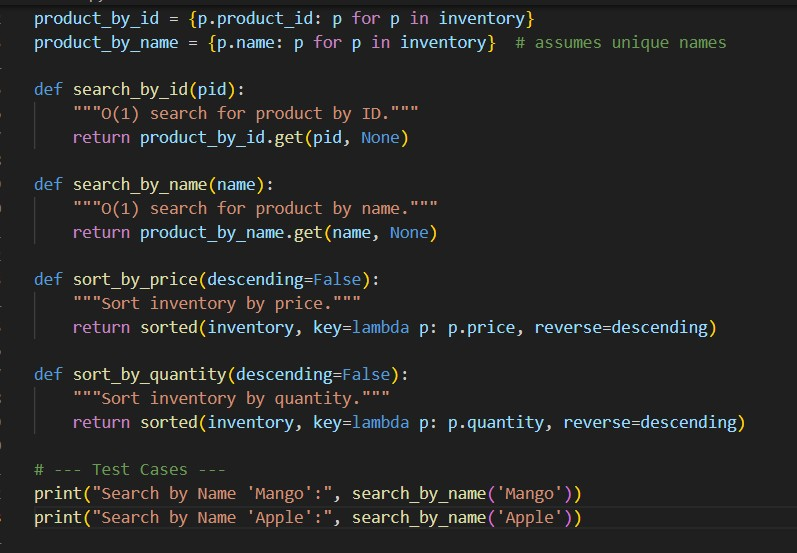 product_by_id = {p.product_id: p for p in inventory}
product_by_name = {p.name: p for p in inventory}  # assumes unique names
def search_by_id(pid):
    """O(1) search for product by ID."""
    return product_by_id.get(pid, None)
def search_by_name(name):
    """O(1) search for product by name."""
    return product_by_name.get(name, None)
def sort_by_price(descending=False):
    """Sort inventory by price."""
    return sorted(inventory, key=lambda p: p.price, reverse=descending)
def sort_by_quantity(descending=False):
    """Sort inventory by quantity."""
    return sorted(inventory, key=lambda p: p.quantity, reverse=descending)
# --- Test Cases ---
print("Search by Name 'Mango':", search_by_name('Mango'))
print("Search by Name 'Apple':", search_by_name('Apple'))